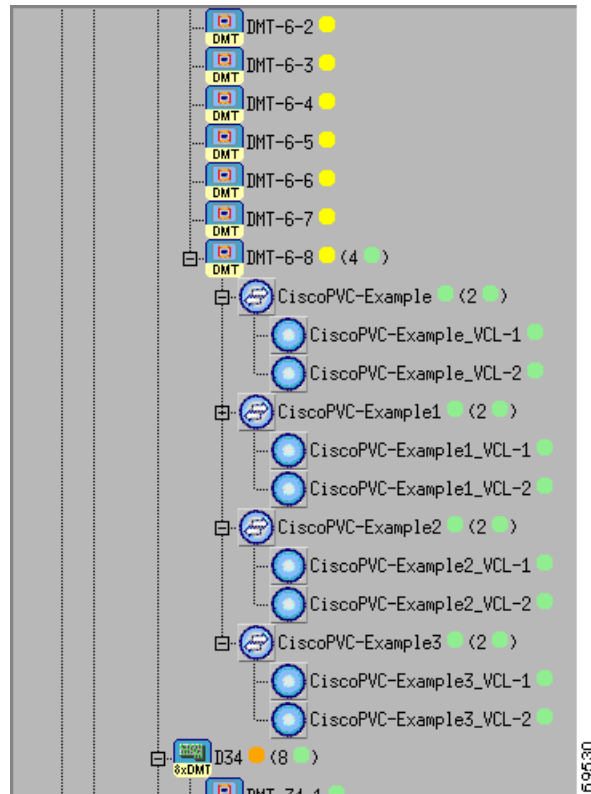 DMT DMT-6-2
DMT DMT-6-3
DMT DMT-6-4
DMT DMT-6-5
DMT DMT-6-6
DMT DMT-6-7
DMT DMT-6-8 (4 )
CiscoPVC-Example (2 )
CiscoPVC-Example_VCL-1
CiscoPVC-Example_VCL-2
CiscoPVC-Example1 (2 )
CiscoPVC-Example1_VCL-1
CiscoPVC-Example1_VCL-2
CiscoPVC-Example2 (2 )
CiscoPVC-Example2_VCL-1
CiscoPVC-Example2_VCL-2
CiscoPVC-Example3 (2 )
CiscoPVC-Example3_VCL-1
CiscoPVC-Example3_VCL-2
8xDMT D34 (8 )
DMT-34-1
69530